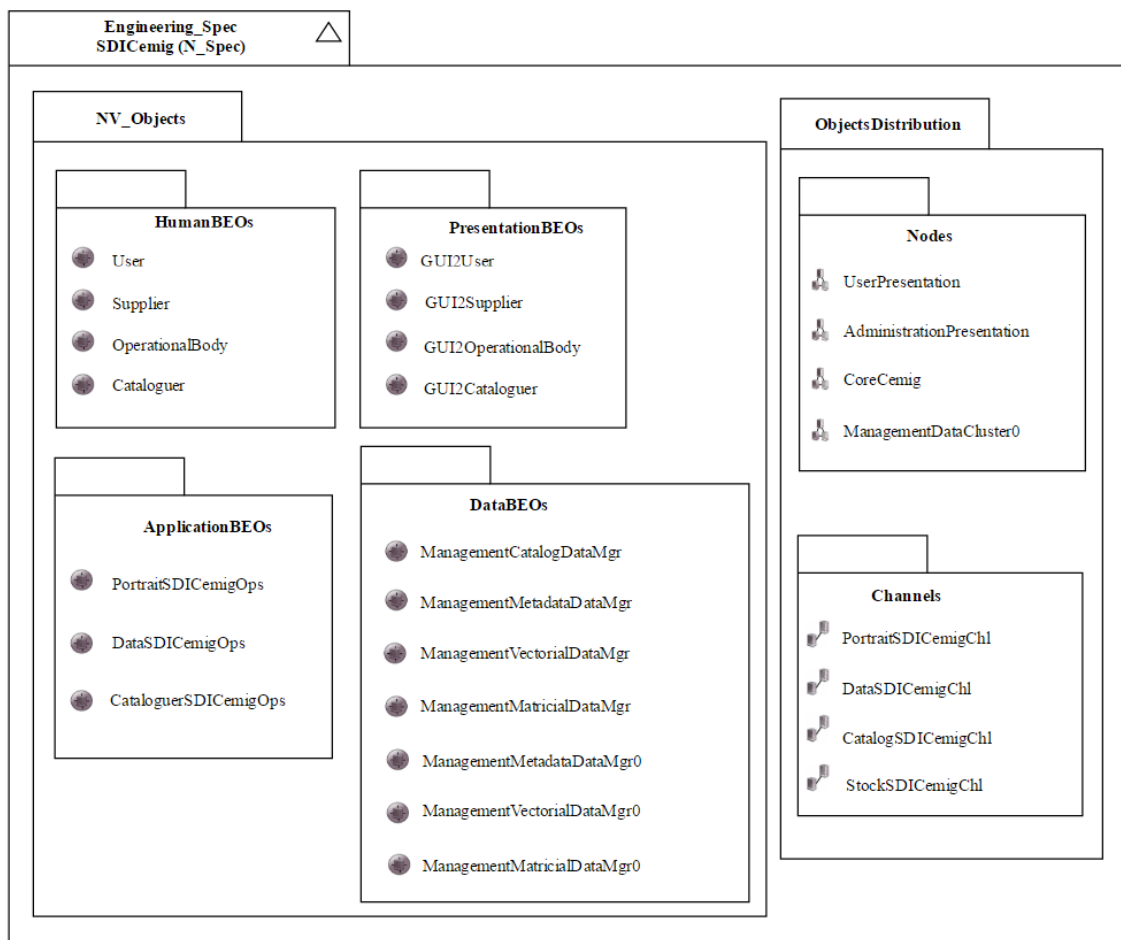 Engineering_Spec
SDICemig (N_Spec)
NV_Objects
HumanBEOs
User
Supplier
OperationalBody
Cataloguer
PresentationBEOs
GUI2User
GUI2Supplier
GUI2OperationalBody
GUI2Cataloguer
ApplicationBEOs
PortraitSDICemigOps
DataSDICemigOps
CataloguerSDICemigOps
DataBEOs
ManagementCatalogDataMgr
ManagementMetadataDataMgr
ManagementVectorialDataMgr
ManagementMatricialDataMgr
ManagementMetadataDataMgr0
ManagementVectorialDataMgr0
ManagementMatricialDataMgr0
ObjectsDistribution
Nodes
UserPresentation
AdministrationPresentation
CoreCemig
ManagementDataCluster0
Channels
PortraitSDICemigChl
DataSDICemigChl
CatalogSDICemigChl
StockSDICemigChl